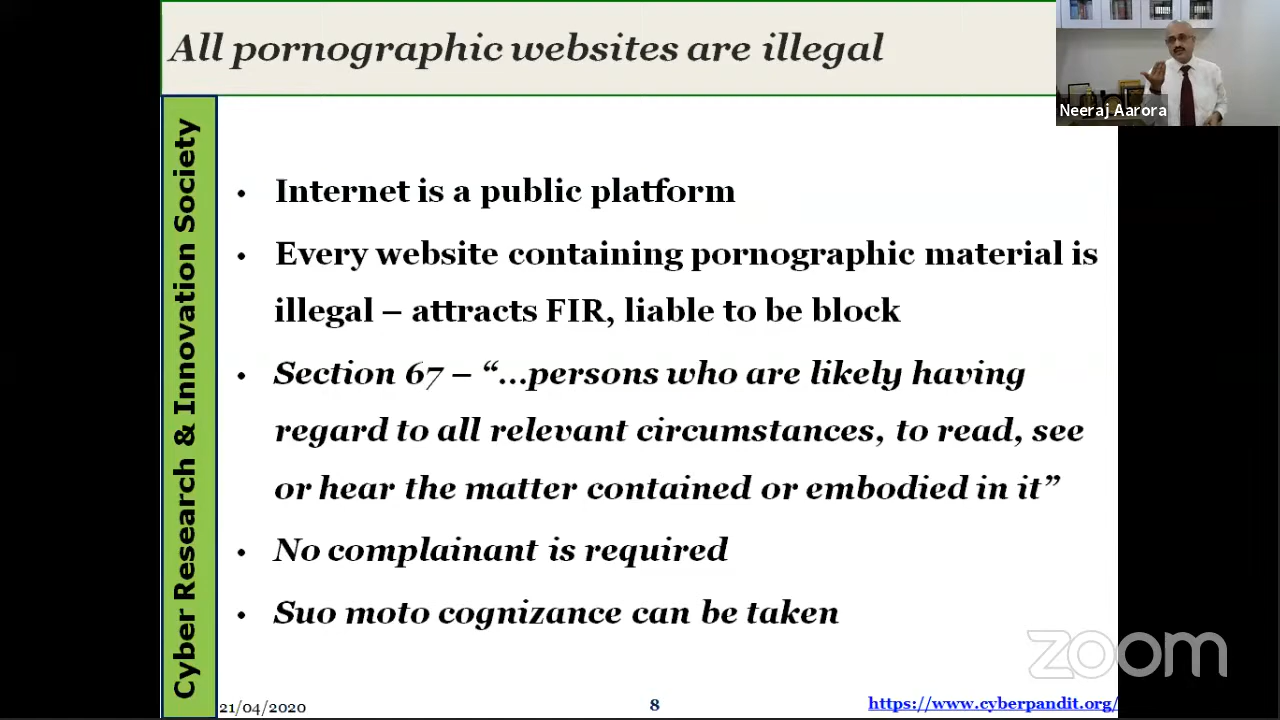 All pornographic websites are illegal
Neeraj Aarora
Cyber Research & Innovation Society
• Internet is a public platform
• Every website containing pornographic material is
illegal – attracts FIR, liable to be block
• Section 67 – “…persons who are likely having
regard to all relevant circumstances, to read, see
or hear the matter contained or embodied in it”
• No complainant is required
• Suo moto cognizance can be taken
zoom
21/04/2020
8
https://www.cyberpandit.org/